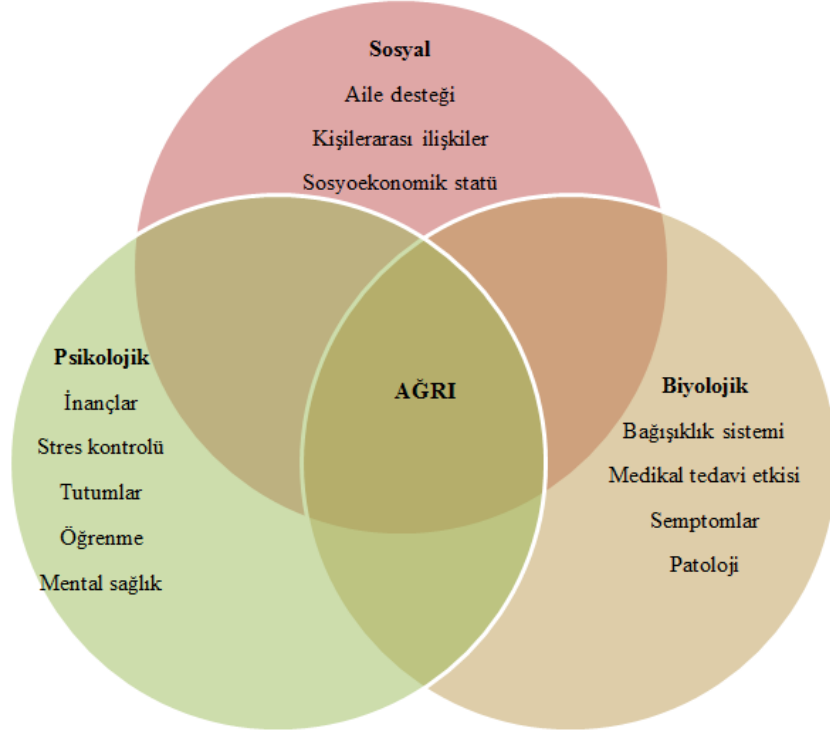 Sosyal
Aile desteği
Kişilerarası ilişkiler
Sosyoekonomik statü
Psikolojik
İnançlar
Stres kontrolü
Tutumlar
Öğrenme
Mental sağlık
AĞRI
Biyolojik
Bağışıklık sistemi
Medikal tedavi etkisi
Semptomlar
Patoloji